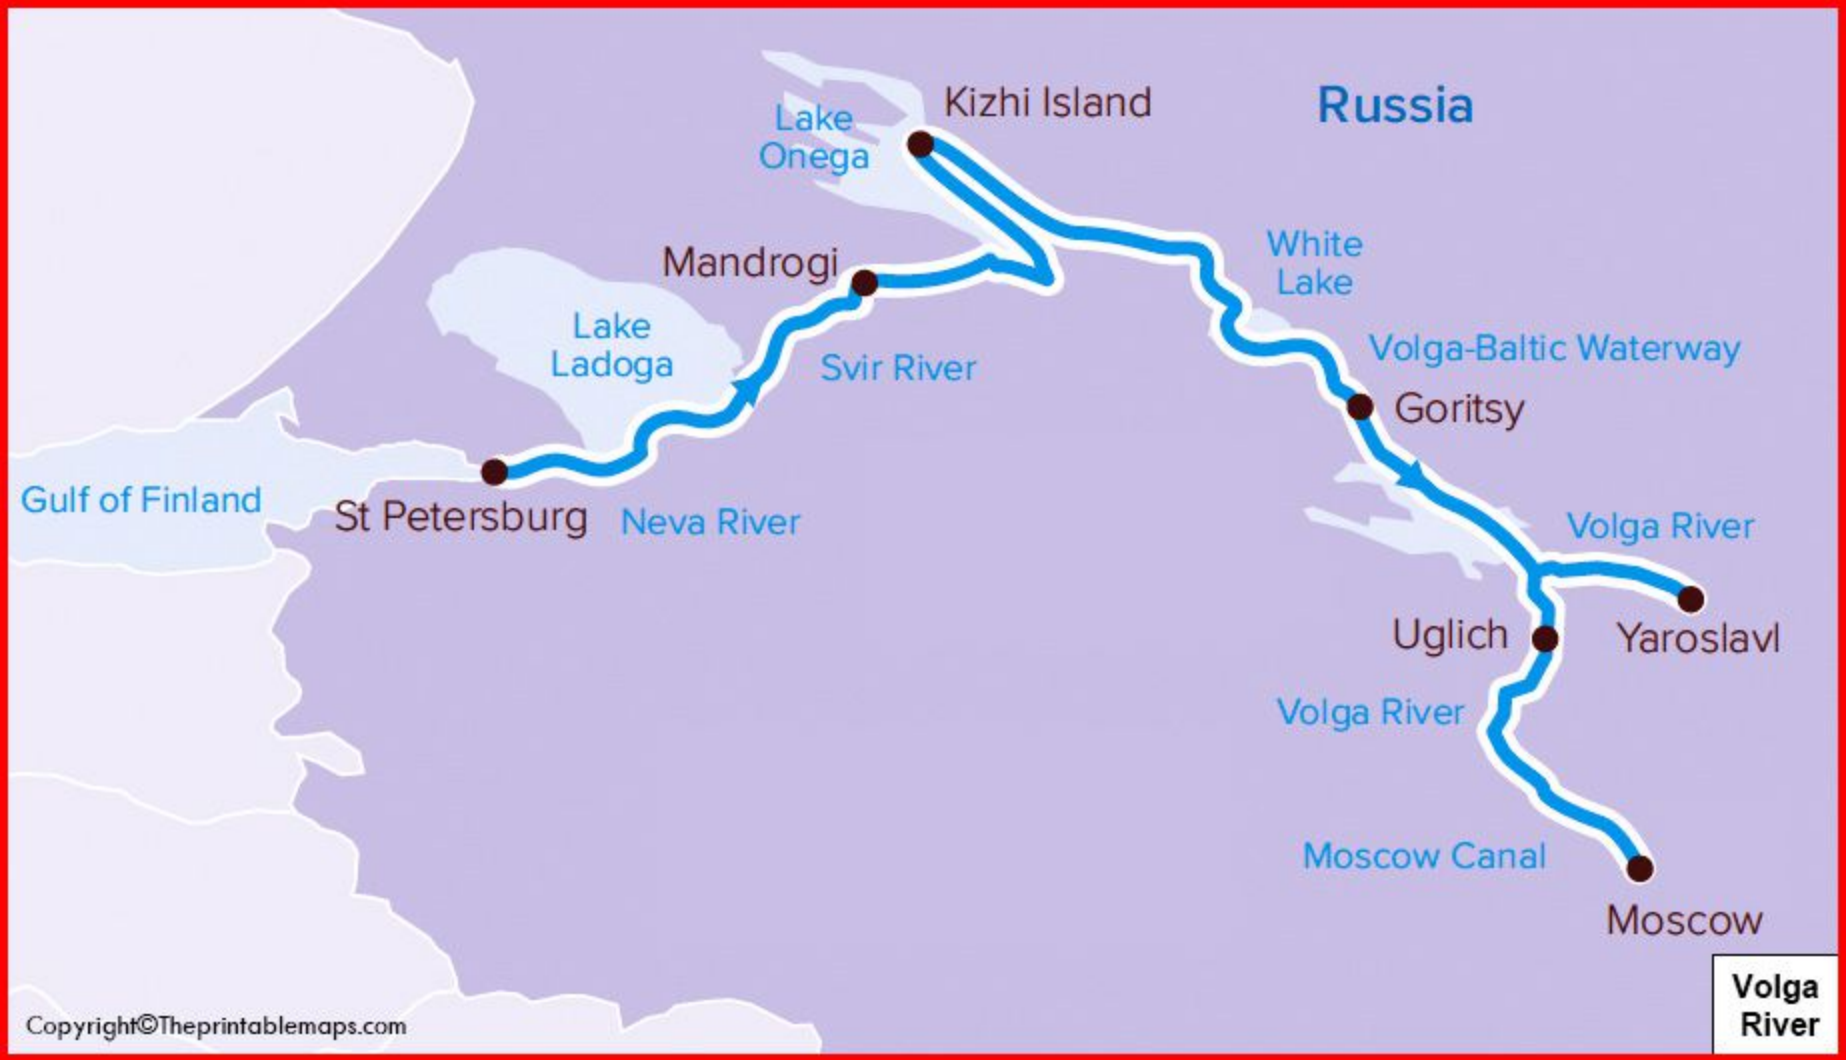 Kizhi Island
Russia
Lake
Onega
White
Lake
Mandrogi
Lake
Ladoga
Svir River
Volga-Baltic Waterway
Goritsy
Gulf of Finland
St Petersburg
Neva River
Volga River
Uglich
Yaroslavl
Volga River
Moscow Canal
Moscow
Volga
River
Copyright©Theprintablemaps.com